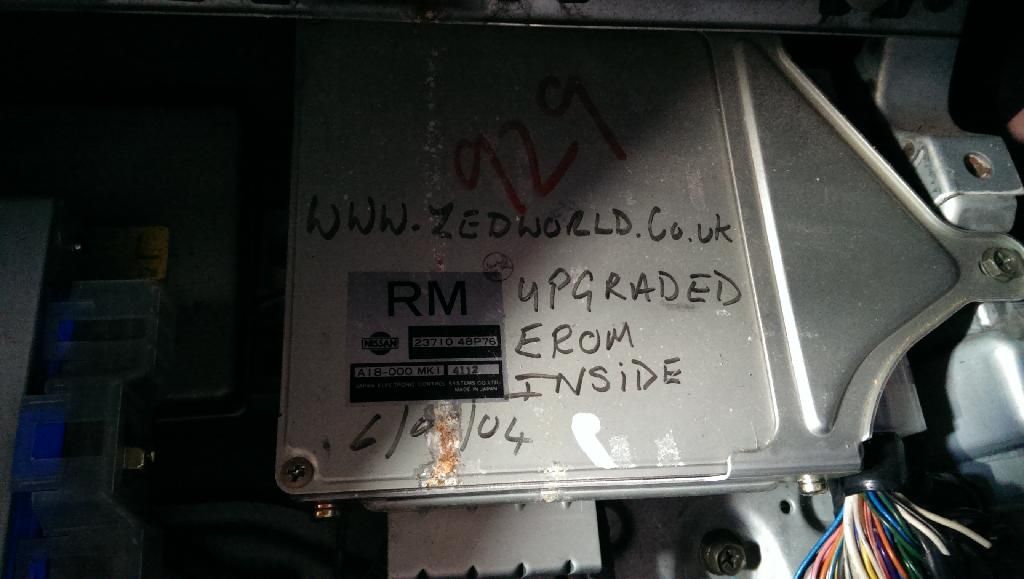 929
WWW.ZEDWORLD.Co.uk
UPGRADED
EROM
INSiDE
RM
NISSAN 23710 48P76
A18-000 MK1 4112
JAPAN ELECTRONIC CONTROL SYSTEMS CO.,LTD.
MADE IN JAPAN